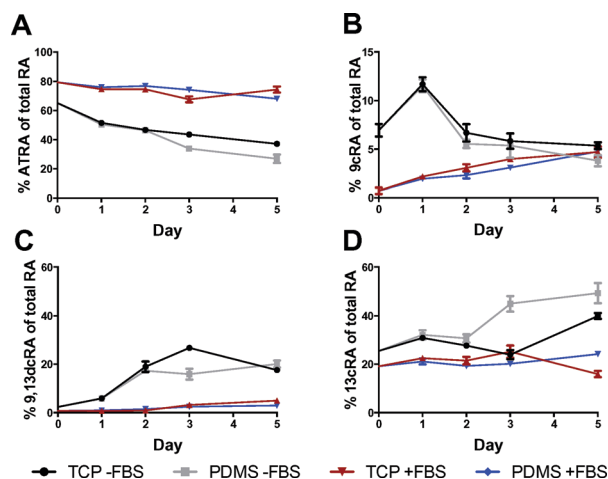 A
% ATRA of total RA
100
80
60
40
20
0
0 1 2 3 4 5
Day
B
% 9cRA of total RA
15
10
5
0
0 1 2 3 4 5
Day
C
% 9,13dcRA of total RA
60
40
20
0
0 1 2 3 4 5
Day
D
% 13cRA of total RA
60
40
20
0
0 1 2 3 4 5
Day
TCP -FBS PDMS -FBS TCP +FBS PDMS +FBS